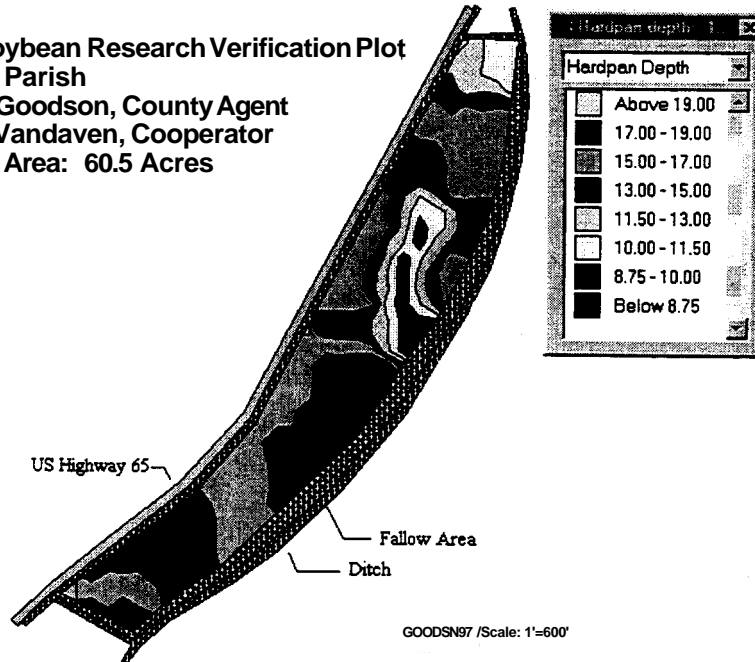 oybean Research Verification Plot
Parish
Goodson, County Agent
Vandaven, Cooperator
Area: 60.5 Acres
Hardpan depth 1...
Hardpan Depth
Above 19.00
17.00 - 19.00
15.00 - 17.00
13.00 - 15.00
11.50 - 13.00
10.00 - 11.50
8.75 - 10.00
Below 8.75
US Highway 65
Fallow Area
Ditch
GOODSN97 /Scale: 1'=600'